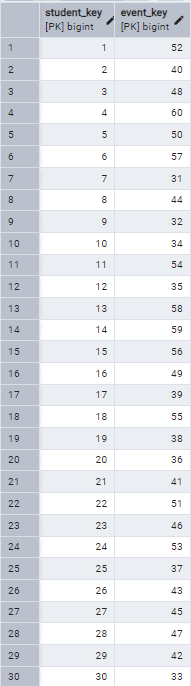 student_key event_key
[PK] bigint [PK] bigint
1 1 52
2 2 40
3 3 48
4 4 60
5 5 50
6 6 57
7 7 31
8 8 44
9 9 32
10 10 34
11 11 54
12 12 35
13 13 58
14 14 59
15 15 56
16 16 49
17 17 39
18 18 55
19 19 38
20 20 36
21 21 41
22 22 51
23 23 46
24 24 53
25 25 37
26 26 43
27 27 45
28 28 47
29 29 42
30 30 33